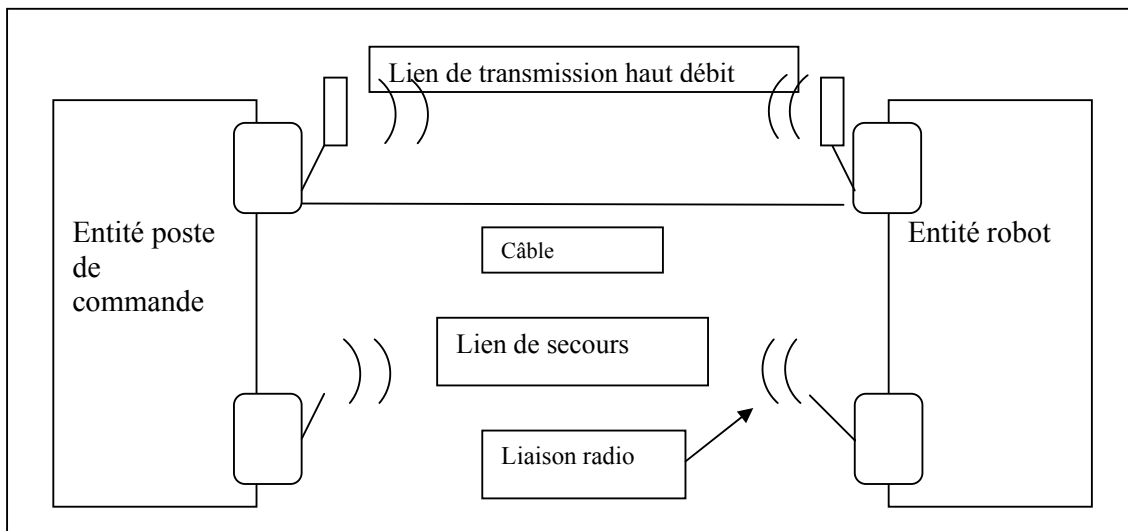 Lien de transmission haut débit
Entité poste
de
commande
Entité robot
Câble
Lien de secours
Liaison radio